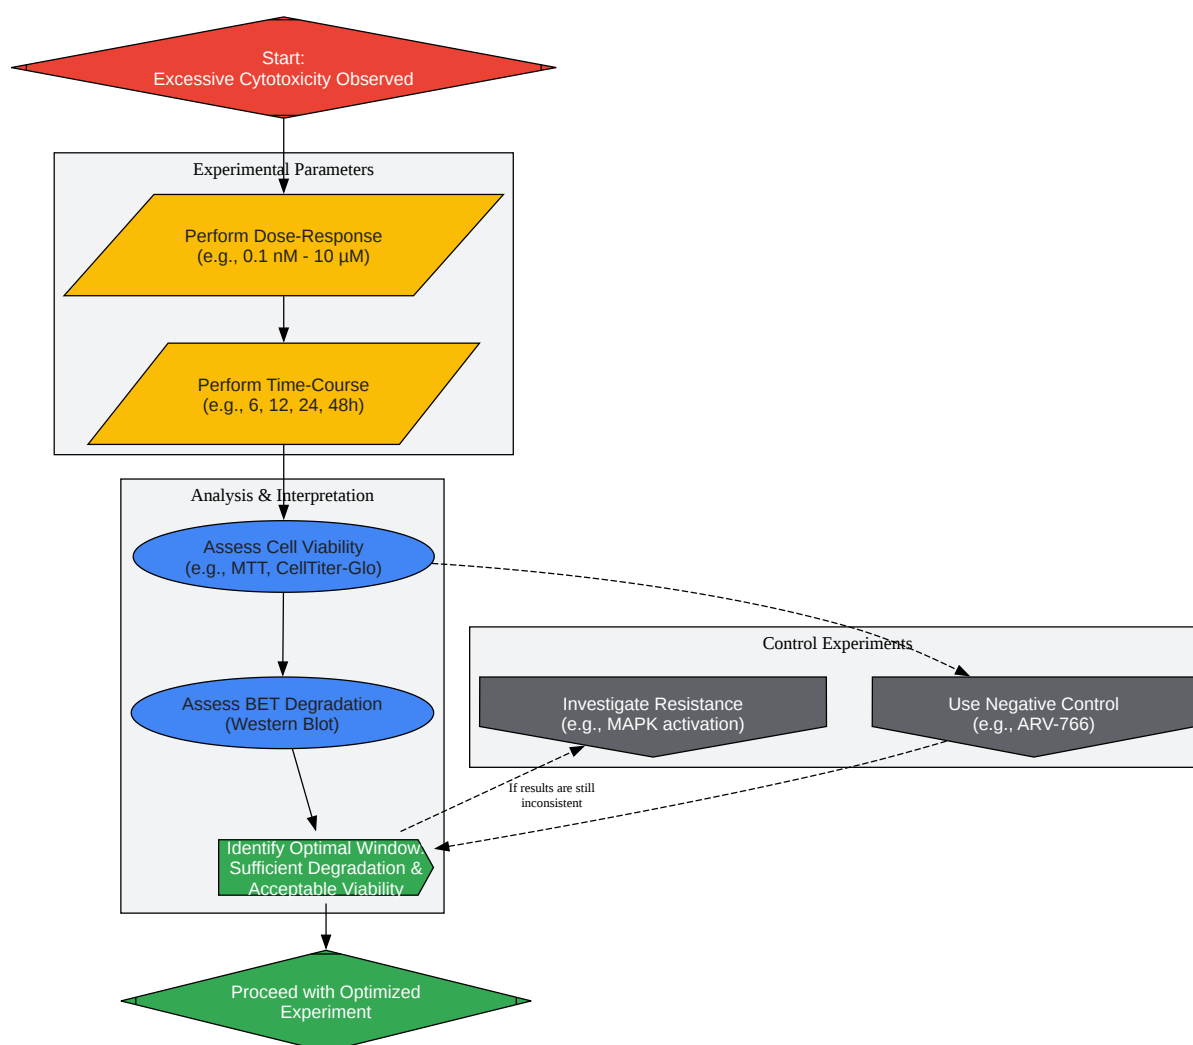 Start:
Excessive Cytotoxicity Observed
Experimental Parameters
Perform Dose-Response
(e.g., 0.1 nM - 10 µM)
Perform Time-Course
(e.g., 6, 12, 24, 48h)
Analysis & Interpretation
Assess Cell Viability
(e.g., MTT, CellTiter-Glo)
Control Experiments
Assess BET Degradation
(Western Blot)
Investigate Resistance
(e.g., MAPK activation)
Use Negative Control
(e.g., ARV-766)
If results are still
inconsistent
Identify Optimal Window:
Sufficient Degradation &
Acceptable Viability
Proceed with Optimized
Experiment